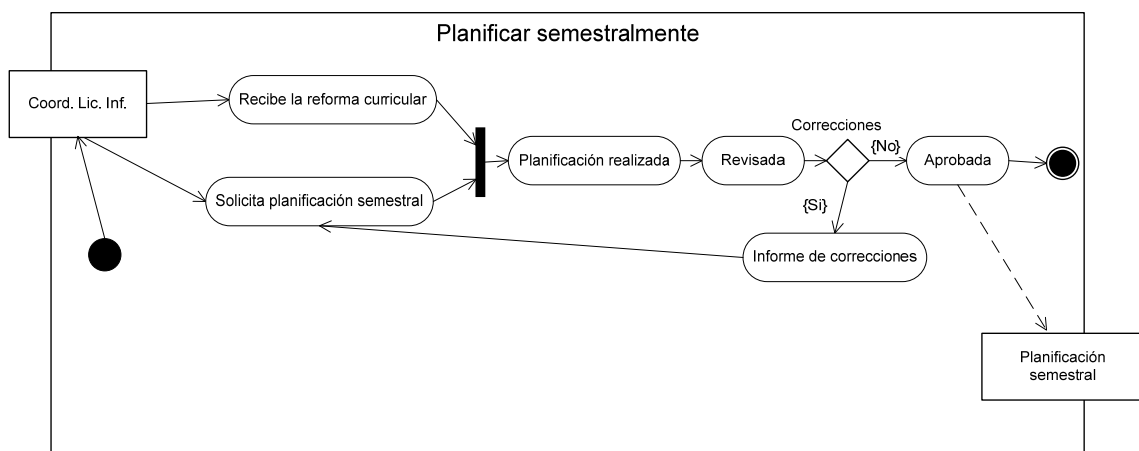 Planificar semestralmente
Coord. Lic. Inf.
Recibe la reforma curricular
Solicita planificación semestral
Planificación realizada
Revisada
Correcciones
{No}
Aprobada
{Si}
Informe de correcciones
Planificación
semestral